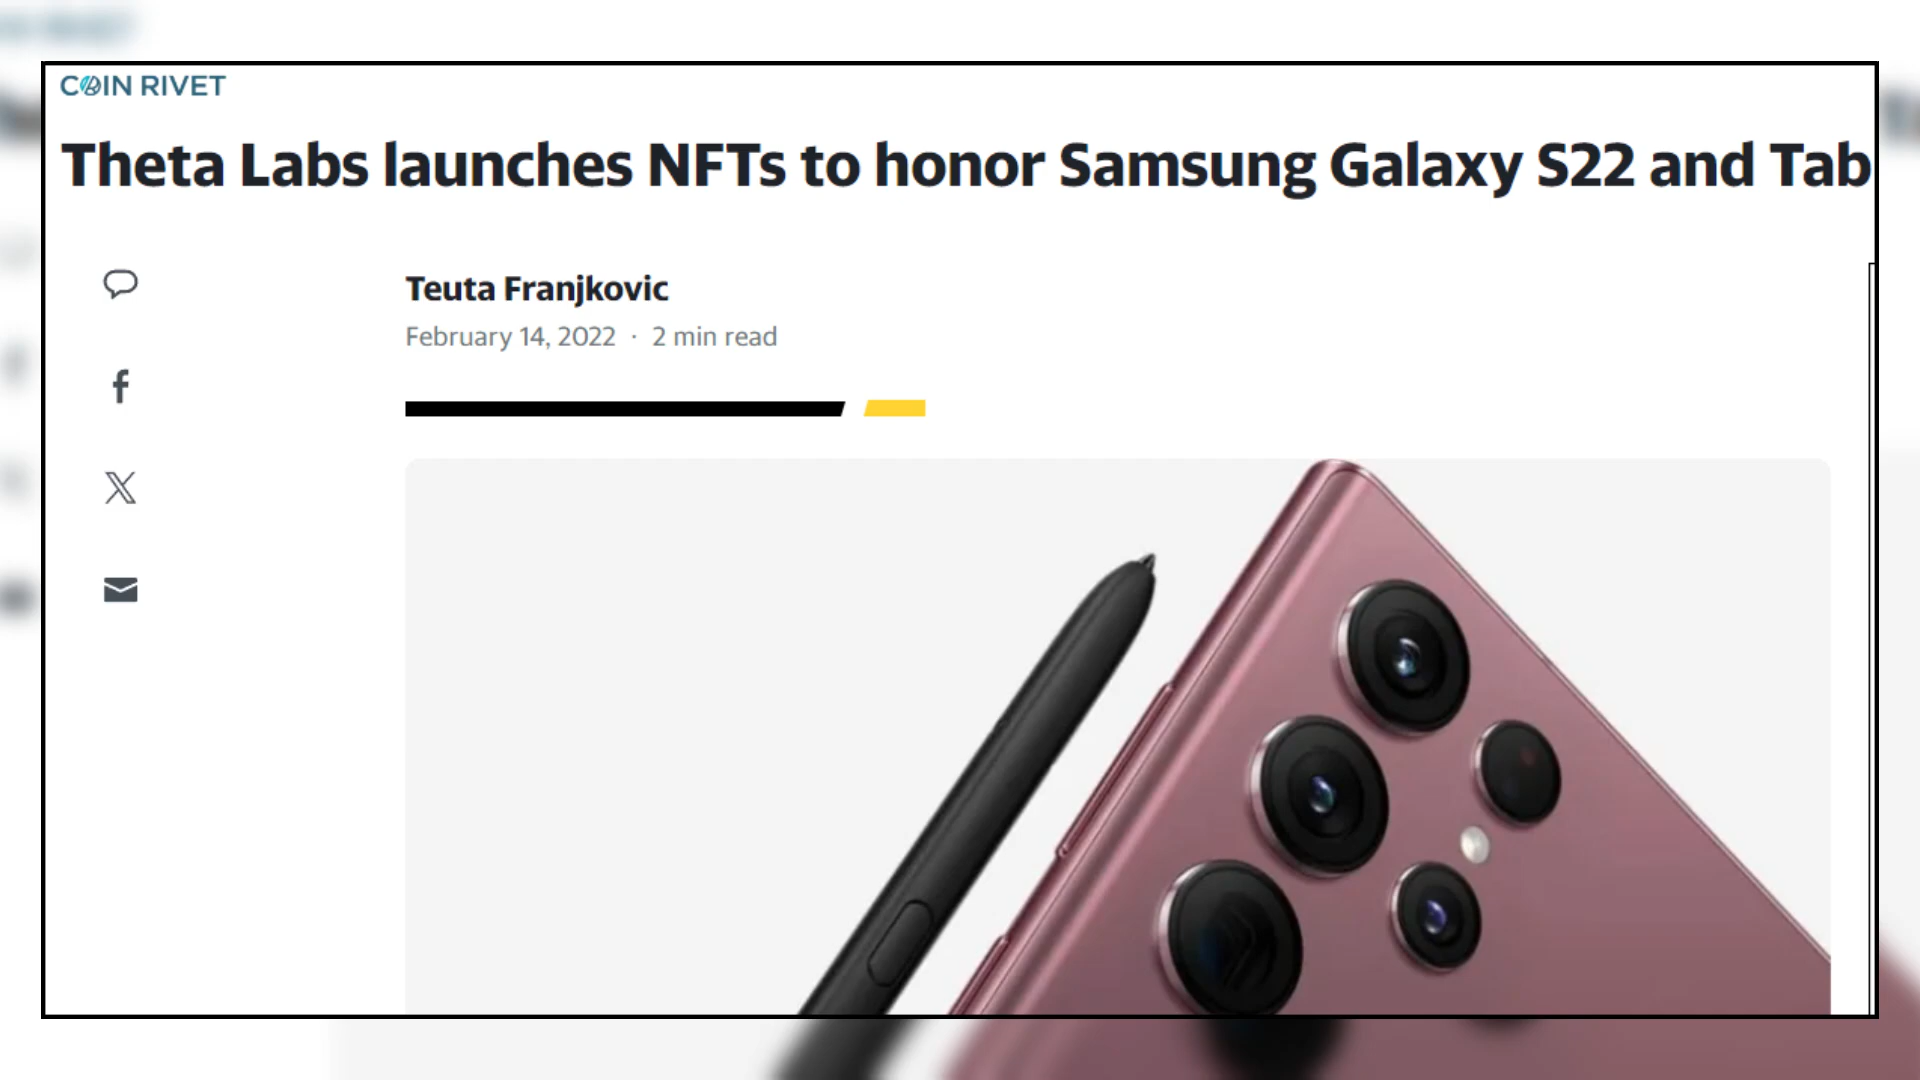 COIN RIVET
Theta Labs launches NFTs to honor Samsung Galaxy S22 and Tab
Teuta Franjkovic
February 14, 2022 · 2 min read